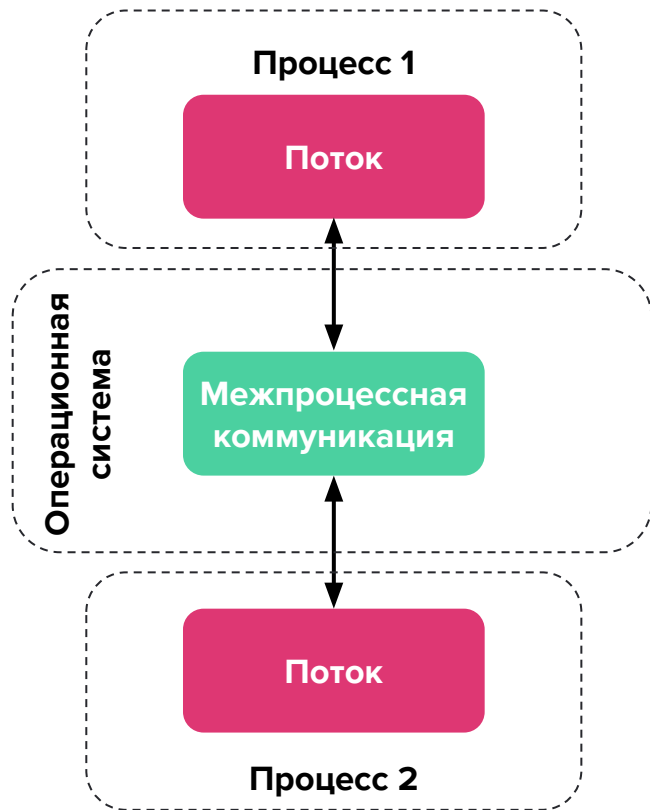 Процесс 1
Поток
Операционная
система
Межпроцессная
коммуникация
Поток
Процесс 2